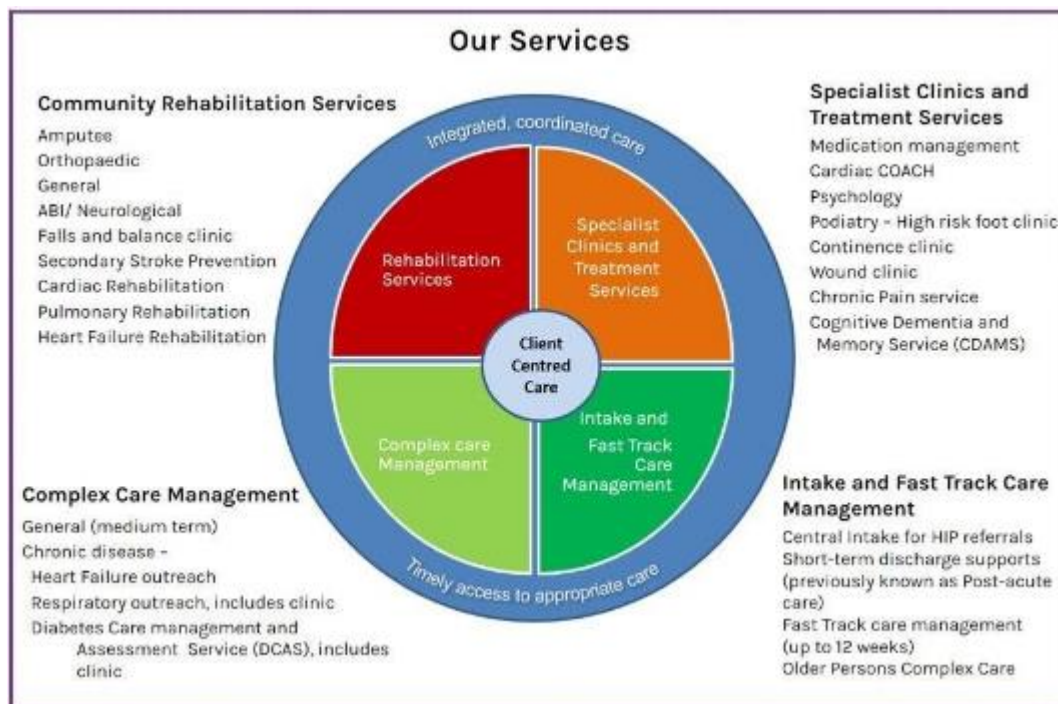 Our Services
Community Rehabilitation Services
Amputee
Orthopaedic
General
ABI/ Neurological
Falls and balance clinic
Secondary Stroke Prevention
Cardiac Rehabilitation
Pulmonary Rehabilitation
Heart Failure Rehabilitation
Integrated, coordinated care
Rehabilitation
Services
Specialist
Clinics and
Treatment
Services
Client
Centred
Care
Complex care
Management
Intake and
Fast Track
Care
Management
Timely access to appropriate care
Specialist Clinics and
Treatment Services
Medication management
Cardiac COACH
Psychology
Podiatry – High risk foot clinic
Continence clinic
Wound clinic
Chronic Pain service
Cognitive Dementia and
Memory Service (CDAMS)
Complex Care Management
General (medium term)
Chronic disease –
Heart Failure outreach
Respiratory outreach, includes clinic
Diabetes Care management and
Assessment Service (DCAS), includes
clinic
Intake and Fast Track Care
Management
Central Intake for HIP referrals
Short-term discharge supports
(previously known as Post-acute
care)
Fast Track care management
(up to 12 weeks)
Older Persons Complex Care